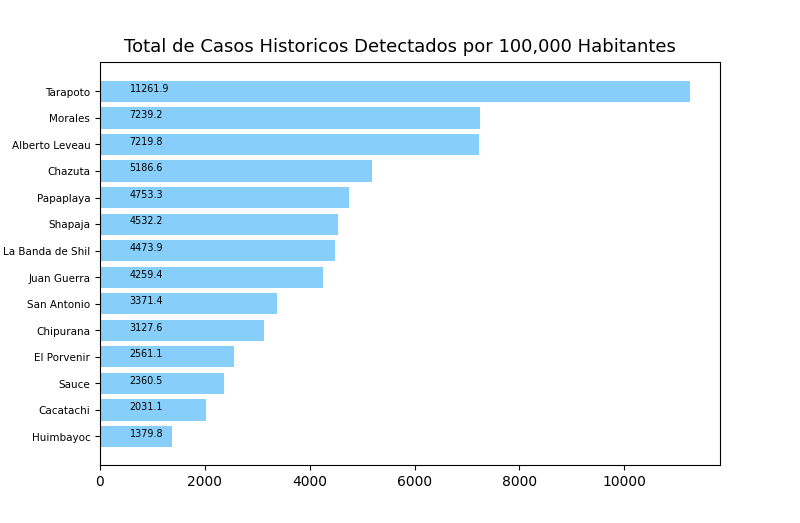 Total de Casos Historicos Detectados por 100,000 Habitantes
Tarapoto 11261.9
Morales 7239.2
Alberto Leveau 7219.8
Chazuta 5186.6
Papaplaya 4753.3
Shapaja 4532.2
La Banda de Shil 4473.9
Juan Guerra 4259.4
San Antonio 3371.4
Chipurana 3127.6
El Porvenir 2561.1
Sauce 2360.5
Cacatachi 2031.1
Huimbayoc 1379.8
0 2000 4000 6000 8000 10000